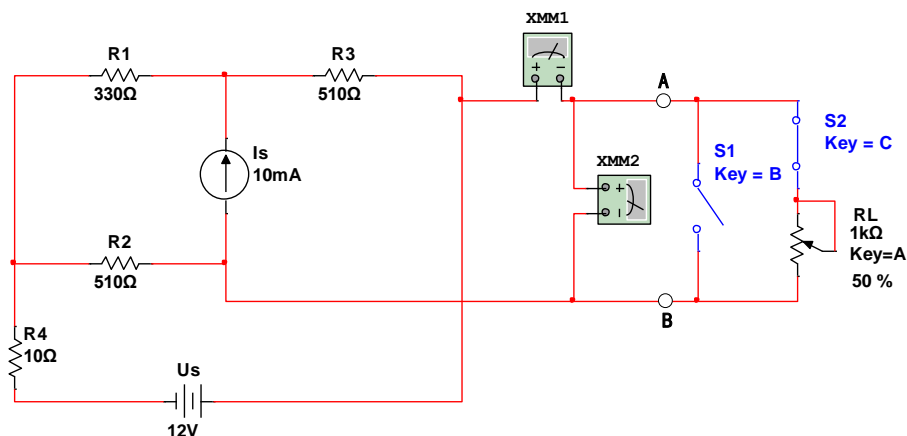 XMM1
R1
330Ω
R3
510Ω
A
Is
10mA
XMM2
S1
Key = B
S2
Key = C
RL
1kΩ
Key=A
50 %
R2
510Ω
B
R4
10Ω
Us
12V